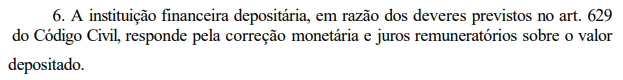 6. A instituição financeira depositária, em razão dos deveres previstos no art. 629
do Código Civil, responde pela correção monetária e juros remuneratórios sobre o valor
depositado.